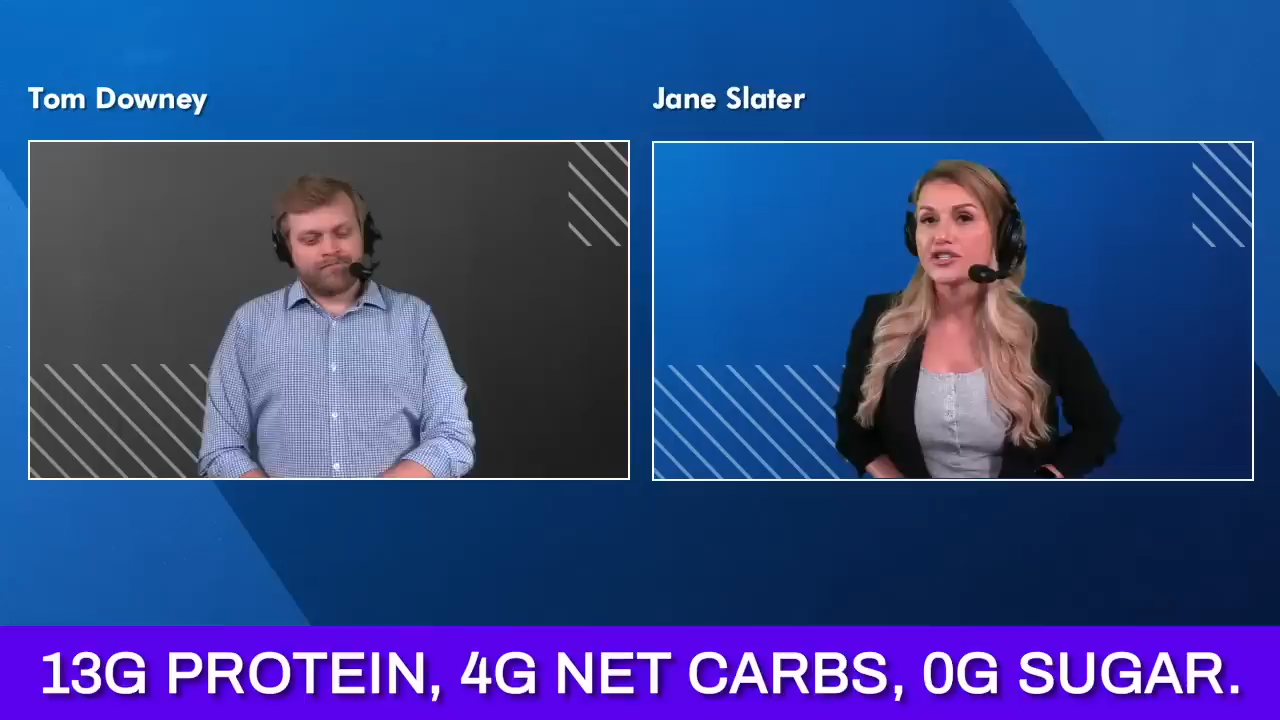 Tom Downey
Jane Slater
13G PROTEIN, 4G NET CARBS, 0G SUGAR.